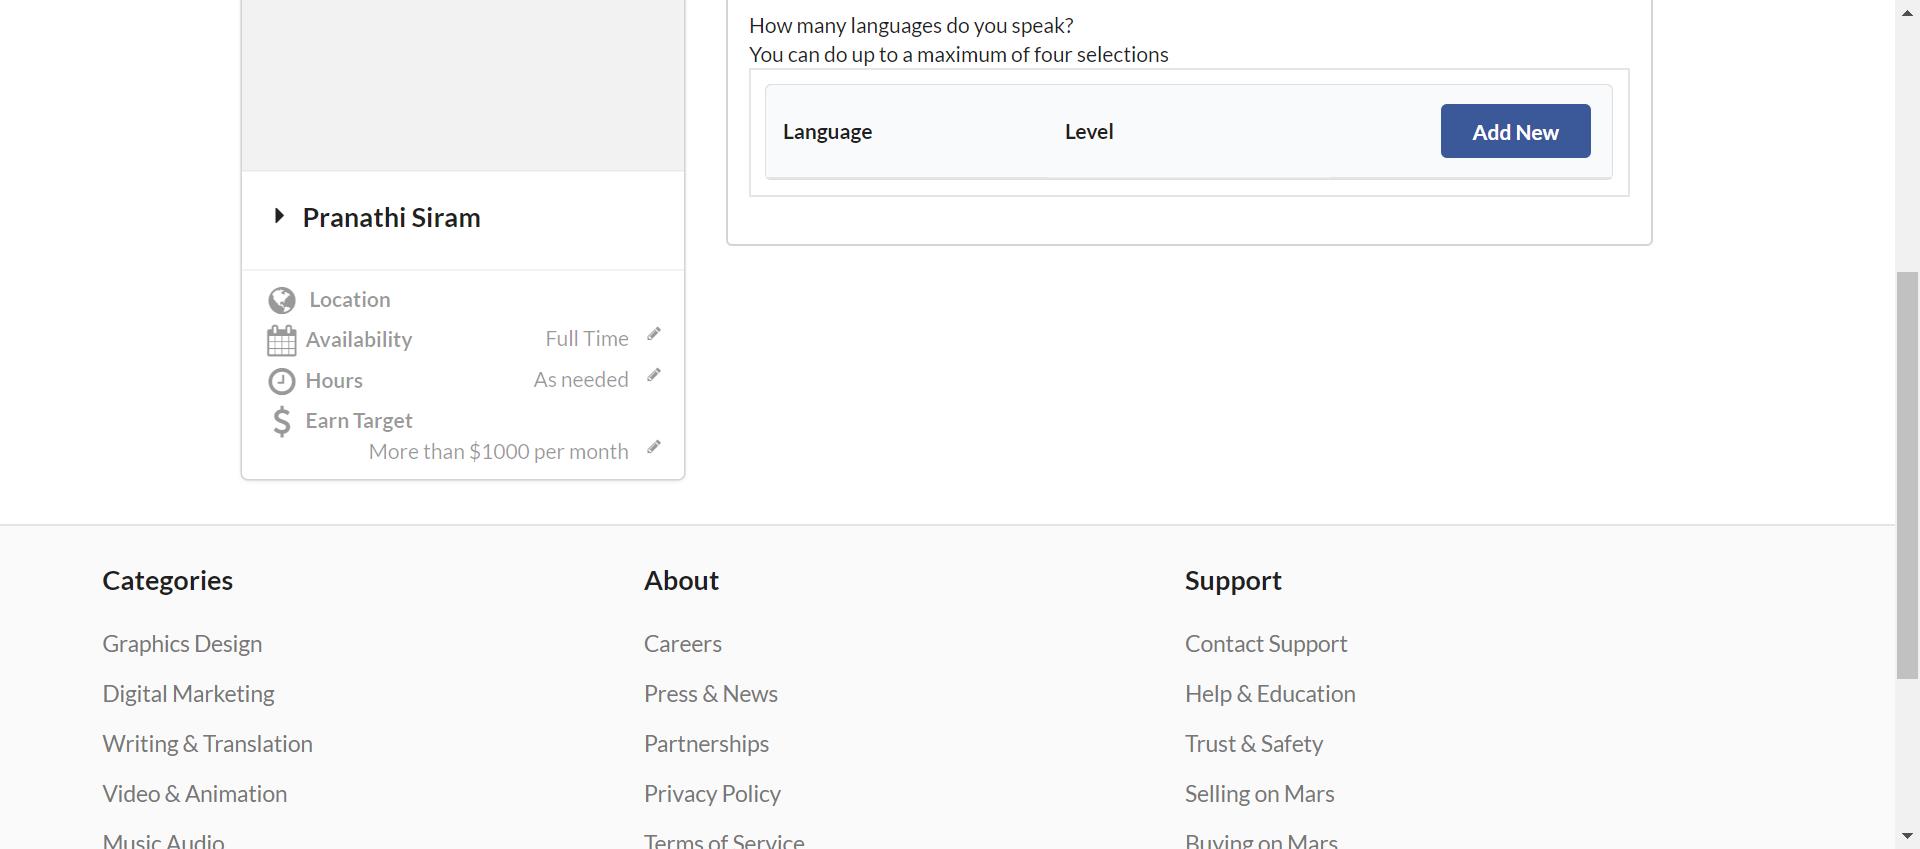 How many languages do you speak?
You can do up to a maximum of four selections
Language Level Add New
Pranathi Siram
Location
Availability Full Time
Hours As needed
Earn Target
More than $1000 per month
Categories
Graphics Design
Digital Marketing
Writing & Translation
Video & Animation
Music Audio
About
Careers
Press & News
Partnerships
Privacy Policy
Terms of Service
Support
Contact Support
Help & Education
Trust & Safety
Selling on Mars
Buying on Mars